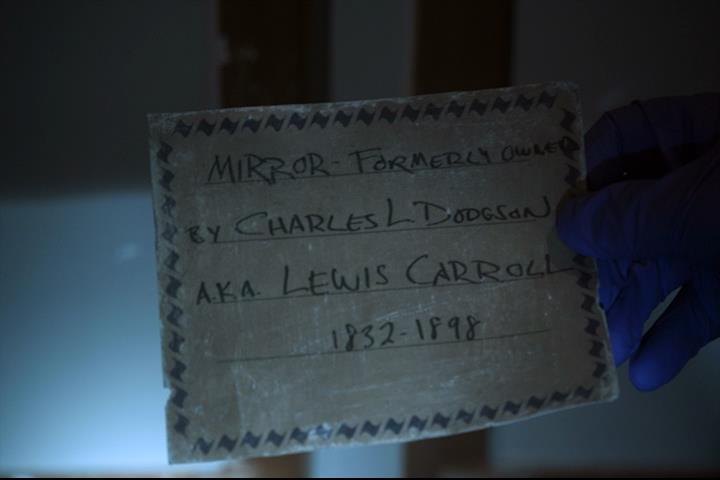 MIRROR - FORMERLY OWNED
BY CHARLES L DODGSON
A.K.A. LEWIS CARROLL
1832-1898